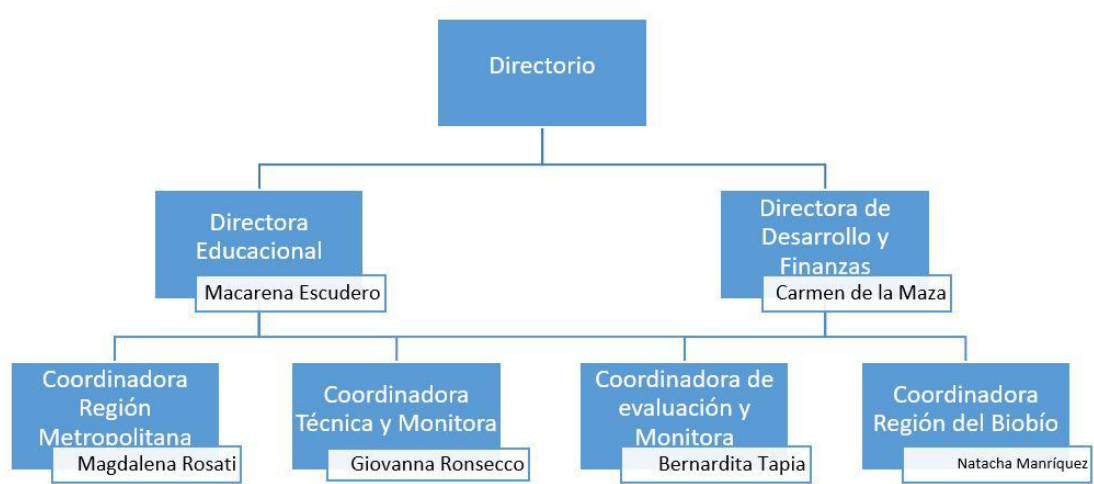 Directorio
Directora
Educacional
Macarena Escudero
Directora de
Desarrollo y
Finanzas
Carmen de la Maza
Coordinadora
Región
Metropolitana
Magdalena Rosati
Coordinadora
Técnica y Monitora
Giovanna Ronsecco
Coordinadora de
evaluación y
Monitora
Bernardita Tapia
Coordinadora
Región del Biobío
Natacha Manríquez